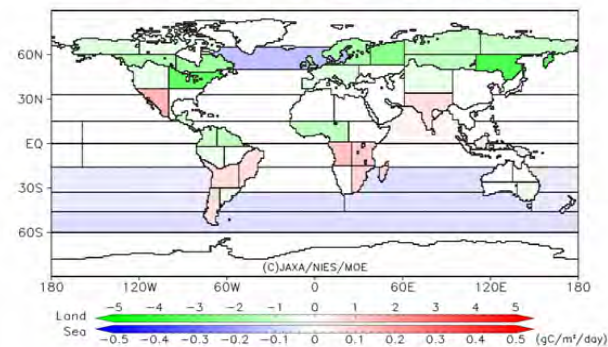 60N
30N
EQ
30S
60S
(C)JAXA/NIES/MOE
180 120W 60W 0 60E 120E 180
-5 -4 -3 -2 -1 0 1 2 3 4 5
Land
Sea
-0.5 -0.4 -0.3 -0.2 -0.1 0 0.1 0.2 0.3 0.4 0.5 (gC/m²/day)